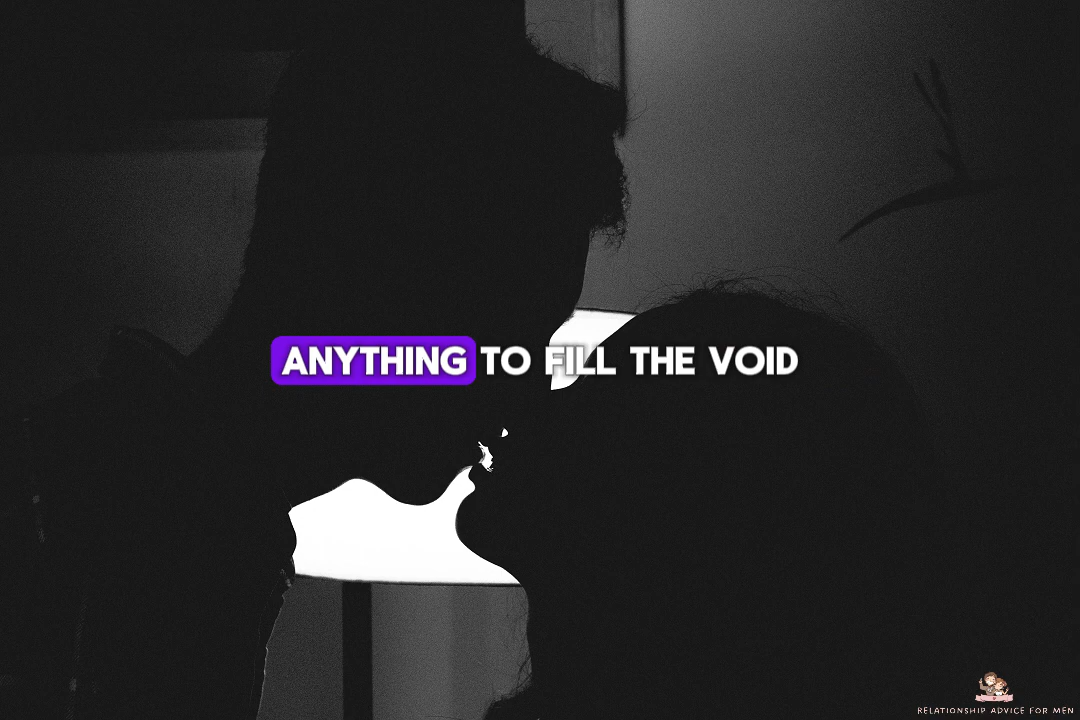 ANYTHING TO FILL THE VOID
RELATIONSHIP ADVICE FOR MEN